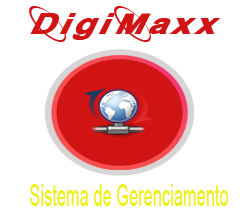 DigiMaxx
Sistema de Gerenciamento